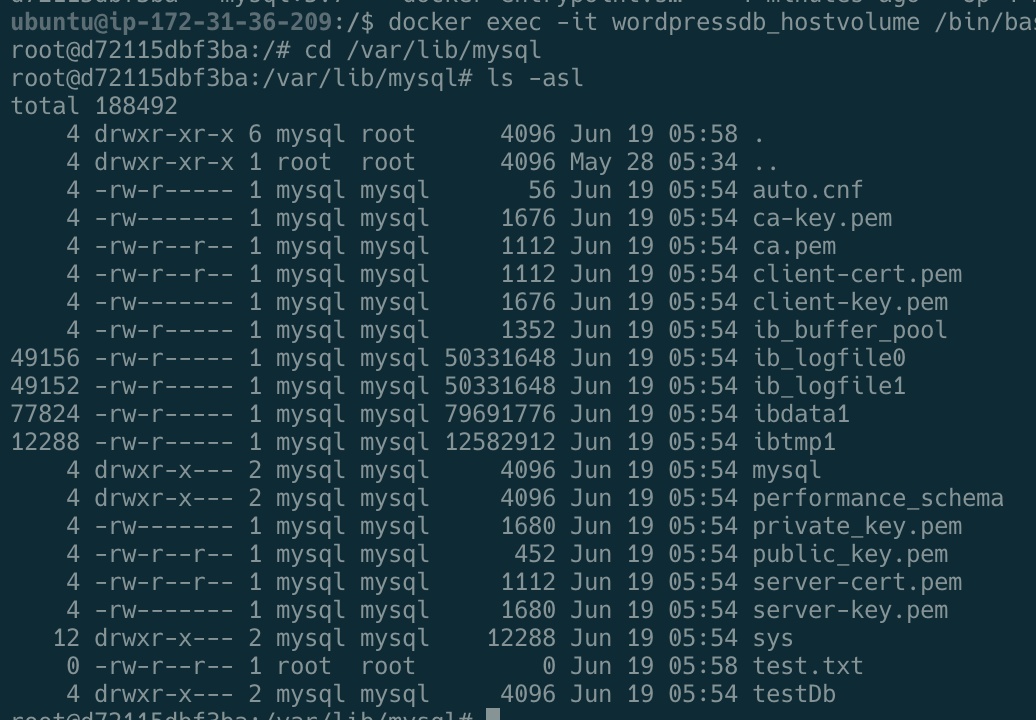 ubuntu@ip-172-31-36-209:/$ docker exec -it wordpressdb_hostvolume /bin/bas
root@d72115dbf3ba:/# cd /var/lib/mysql
root@d72115dbf3ba:/var/lib/mysql# ls -asl
total 188492
4 drwxr-xr-x 6 mysql root 4096 Jun 19 05:58 .
4 drwxr-xr-x 1 root root 4096 May 28 05:34 ..
4 -rw-r----- 1 mysql mysql 56 Jun 19 05:54 auto.cnf
4 -rw------- 1 mysql mysql 1676 Jun 19 05:54 ca-key.pem
4 -rw-r--r-- 1 mysql mysql 1112 Jun 19 05:54 ca.pem
4 -rw-r--r-- 1 mysql mysql 1112 Jun 19 05:54 client-cert.pem
4 -rw------- 1 mysql mysql 1676 Jun 19 05:54 client-key.pem
4 -rw-r----- 1 mysql mysql 1352 Jun 19 05:54 ib_buffer_pool
49156 -rw-r----- 1 mysql mysql 50331648 Jun 19 05:54 ib_logfile0
49152 -rw-r----- 1 mysql mysql 50331648 Jun 19 05:54 ib_logfile1
77824 -rw-r----- 1 mysql mysql 79691776 Jun 19 05:54 ibdata1
12288 -rw-r----- 1 mysql mysql 12582912 Jun 19 05:54 ibtmp1
4 drwxr-x--- 2 mysql mysql 4096 Jun 19 05:54 mysql
4 drwxr-x--- 2 mysql mysql 4096 Jun 19 05:54 performance_schema
4 -rw------- 1 mysql mysql 1680 Jun 19 05:54 private_key.pem
4 -rw-r--r-- 1 mysql mysql 452 Jun 19 05:54 public_key.pem
4 -rw-r--r-- 1 mysql mysql 1112 Jun 19 05:54 server-cert.pem
4 -rw------- 1 mysql mysql 1680 Jun 19 05:54 server-key.pem
12 drwxr-x--- 2 mysql mysql 12288 Jun 19 05:54 sys
0 -rw-r--r-- 1 root root 0 Jun 19 05:58 test.txt
4 drwxr-x--- 2 mysql mysql 4096 Jun 19 05:54 testDb
root@d72115dbf3ba:/var/lib/mysql#